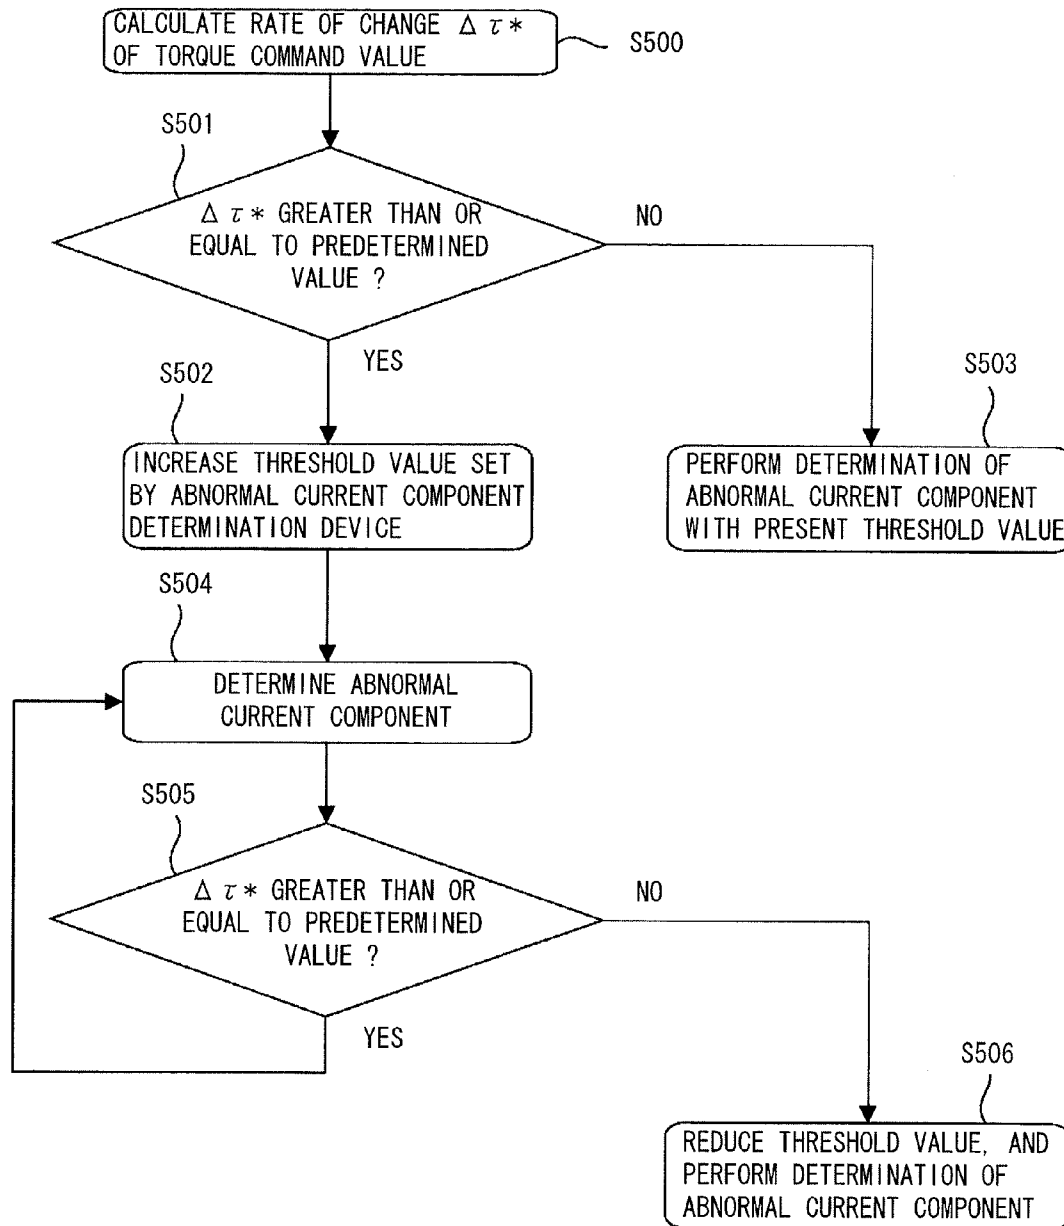 CALCULATE RATE OF CHANGE Δτ*
OF TORQUE COMMAND VALUE
S500
S501
Δτ* GREATER THAN OR
EQUAL TO PREDETERMINED
VALUE ?
NO
YES
S502
INCREASE THRESHOLD VALUE SET
BY ABNORMAL CURRENT COMPONENT
DETERMINATION DEVICE
S503
PERFORM DETERMINATION OF
ABNORMAL CURRENT COMPONENT
WITH PRESENT THRESHOLD VALUE
S504
DETERMINE ABNORMAL
CURRENT COMPONENT
S505
Δτ* GREATER THAN OR
EQUAL TO PREDETERMINED
VALUE ?
NO
YES
S506
REDUCE THRESHOLD VALUE, AND
PERFORM DETERMINATION OF
ABNORMAL CURRENT COMPONENT